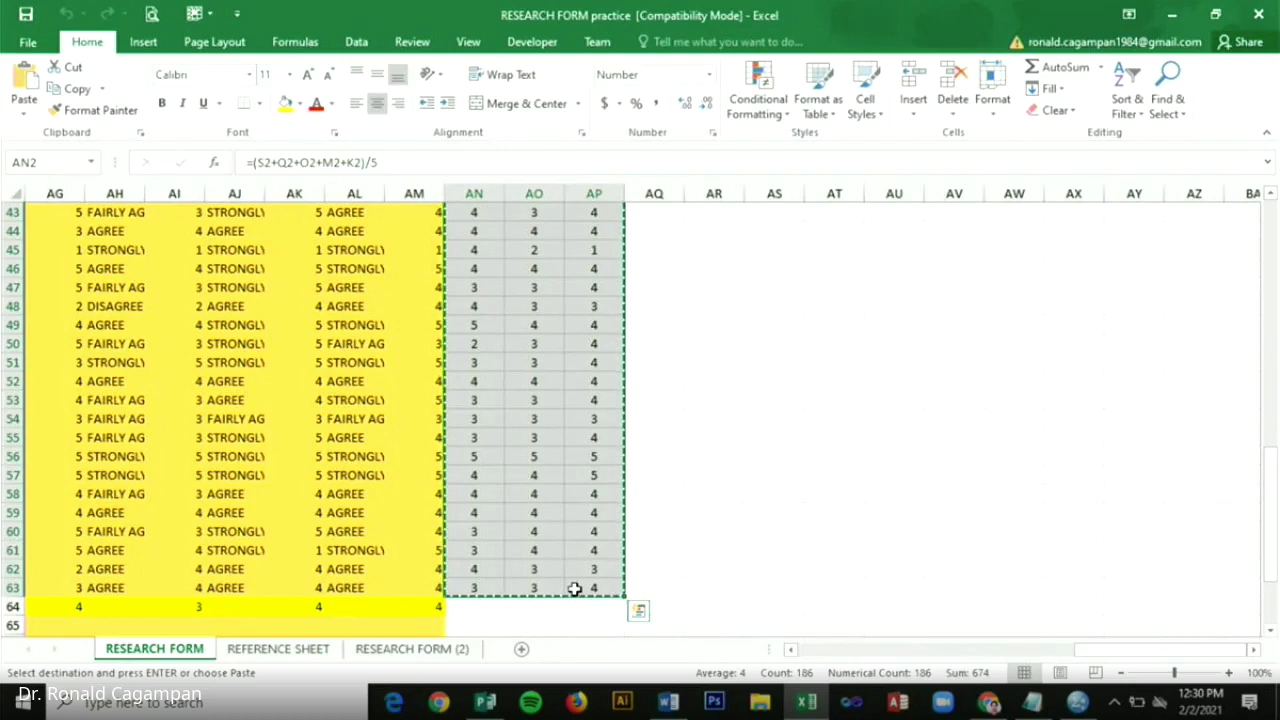 RESEARCH FORM practice [Compatibility Mode] - Excel
File Home Insert Page Layout Formulas Data Review View Developer Team Tell me what you want to do... ronald.cagampan1984@gmail.com Share
Cut
Copy
Format Painter
Paste
Clipboard
Calibri 11
B I U
Font
Wrap Text
Merge & Center
Alignment
Number
$ % ,
Number
Conditional Formatting
Format as Table
Cell Styles
Styles
Insert Delete Format
Cells
AutoSum
Fill
Clear
Sort & Filter
Find & Select
Editing
AN2 fx =(S2+Q2+O2+M2+K2)/5
AG AH AI AJ AK AL AM AN AO AP AQ AR AS AT AU AV AW AX AY AZ BA
43 5 FAIRLY AG 3 STRONGLY 5 AGREE 4 4 3 4
44 3 AGREE 4 AGREE 4 AGREE 4 4 4 4
45 1 STRONGLY 1 STRONGLY 1 STRONGLY 1 4 2 1
46 5 AGREE 4 STRONGLY 5 STRONGLY 5 4 4 4
47 5 FAIRLY AG 3 STRONGLY 5 AGREE 4 3 3 4
48 2 DISAGREE 2 AGREE 4 AGREE 4 4 3 3
49 4 AGREE 4 STRONGLY 5 STRONGLY 5 5 4 4
50 5 FAIRLY AG 3 STRONGLY 5 FAIRLY AG 3 2 3 4
51 3 STRONGLY 5 STRONGLY 5 STRONGLY 5 3 3 4
52 4 AGREE 4 AGREE 4 AGREE 4 4 4 4
53 4 FAIRLY AG 3 AGREE 4 STRONGLY 5 3 3 4
54 3 FAIRLY AG 3 FAIRLY AG 3 FAIRLY AG 3 3 3 3
55 5 FAIRLY AG 3 STRONGLY 5 AGREE 4 3 3 4
56 5 STRONGLY 5 STRONGLY 5 STRONGLY 5 5 5 5
57 5 STRONGLY 5 STRONGLY 5 STRONGLY 5 4 4 5
58 4 FAIRLY AG 3 AGREE 4 AGREE 4 4 4 4
59 4 AGREE 4 AGREE 4 AGREE 4 4 4 4
60 5 FAIRLY AG 3 STRONGLY 5 AGREE 4 3 4 4
61 5 AGREE 4 STRONGLY 1 STRONGLY 5 3 4 4
62 2 AGREE 4 AGREE 4 AGREE 4 4 3 3
63 3 AGREE 4 AGREE 4 AGREE 4 3 3 4
64 4 3 4 4
65
RESEARCH FORM REFERENCE SHEET RESEARCH FORM (2)
Select destination and press ENTER or choose Paste Average: 4 Count: 186 Numerical Count: 186 Sum: 674 100%
Dr. Ronald Cagampan
Type here to search
12:30 PM
2/2/2021